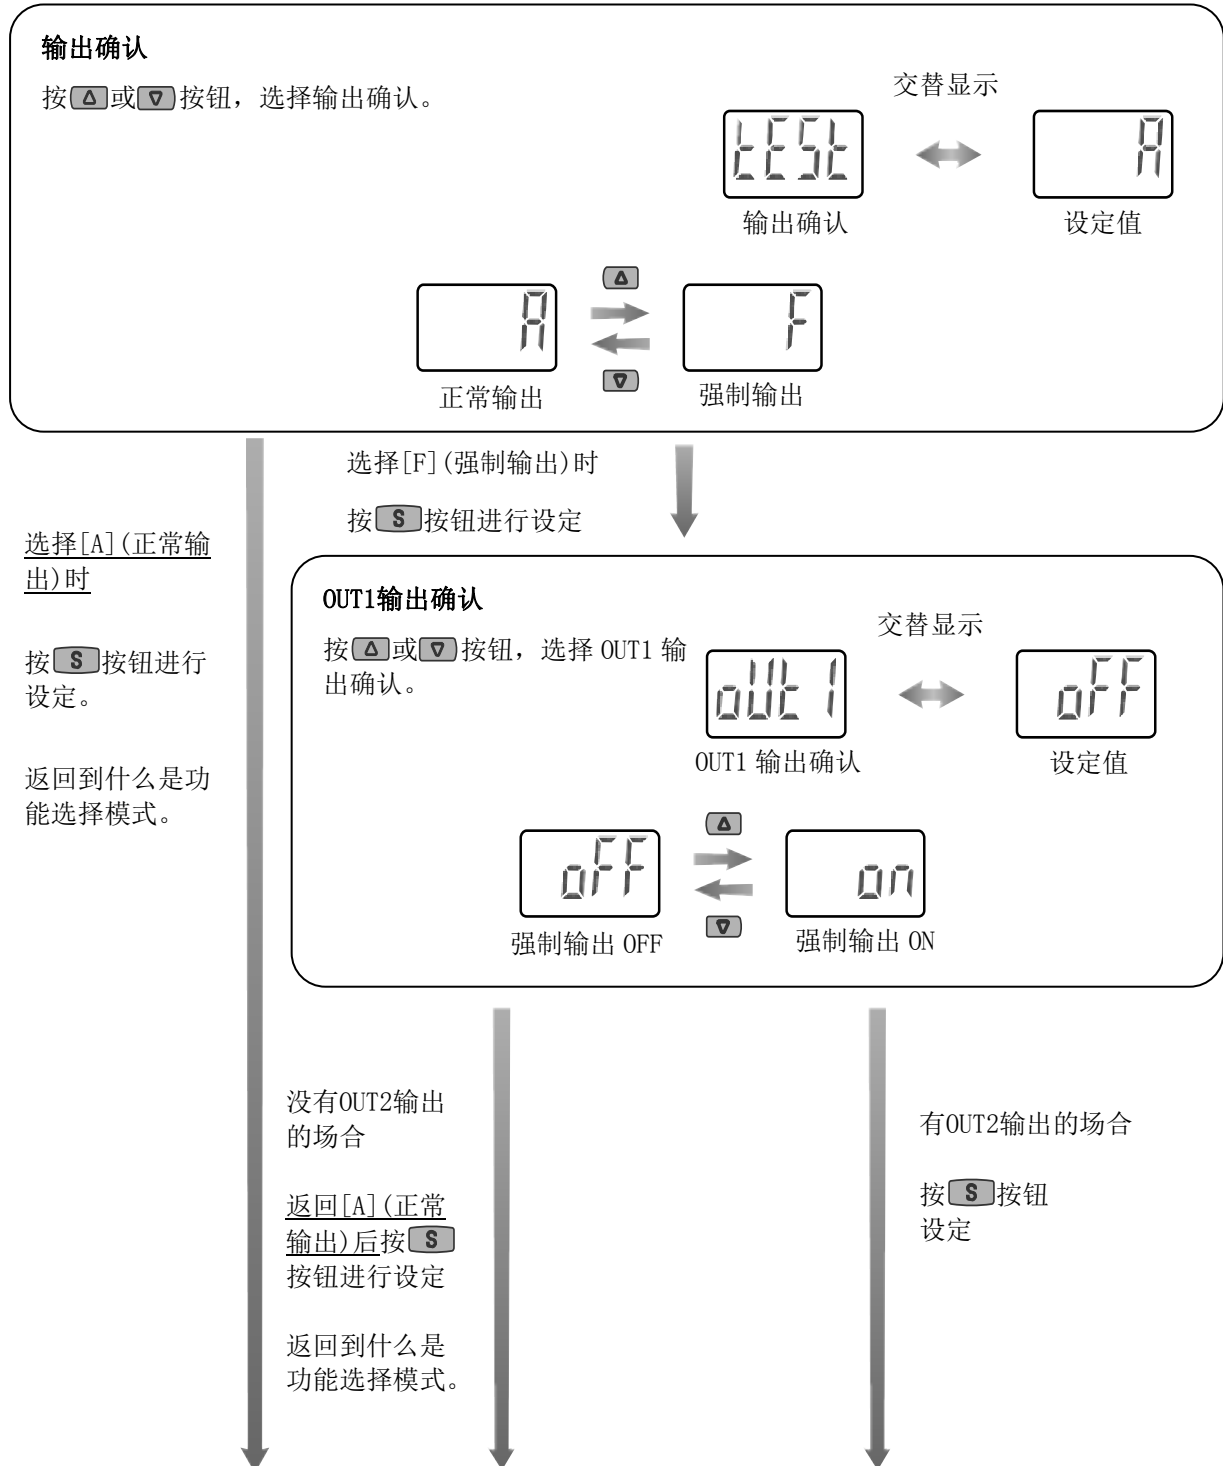 输出确认
按△或▽按钮，选择输出确认。
交替显示
tESt
A
输出确认
设定值
△
A
F
▽
正常输出
强制输出
选择[F](强制输出)时
按S按钮进行设定
选择[A](正常输
出)时
按S按钮进行
设定。
返回到什么是功
能选择模式。
OUT1输出确认
按△或▽按钮，选择 OUT1 输
出确认。
交替显示
oUt1
oFF
OUT1 输出确认
设定值
△
oFF
on
▽
强制输出 OFF
强制输出 ON
没有OUT2输出
的场合
返回[A](正常
输出)后按S
按钮进行设定
返回到什么是
功能选择模式。
有OUT2输出的场合
按S按钮
设定